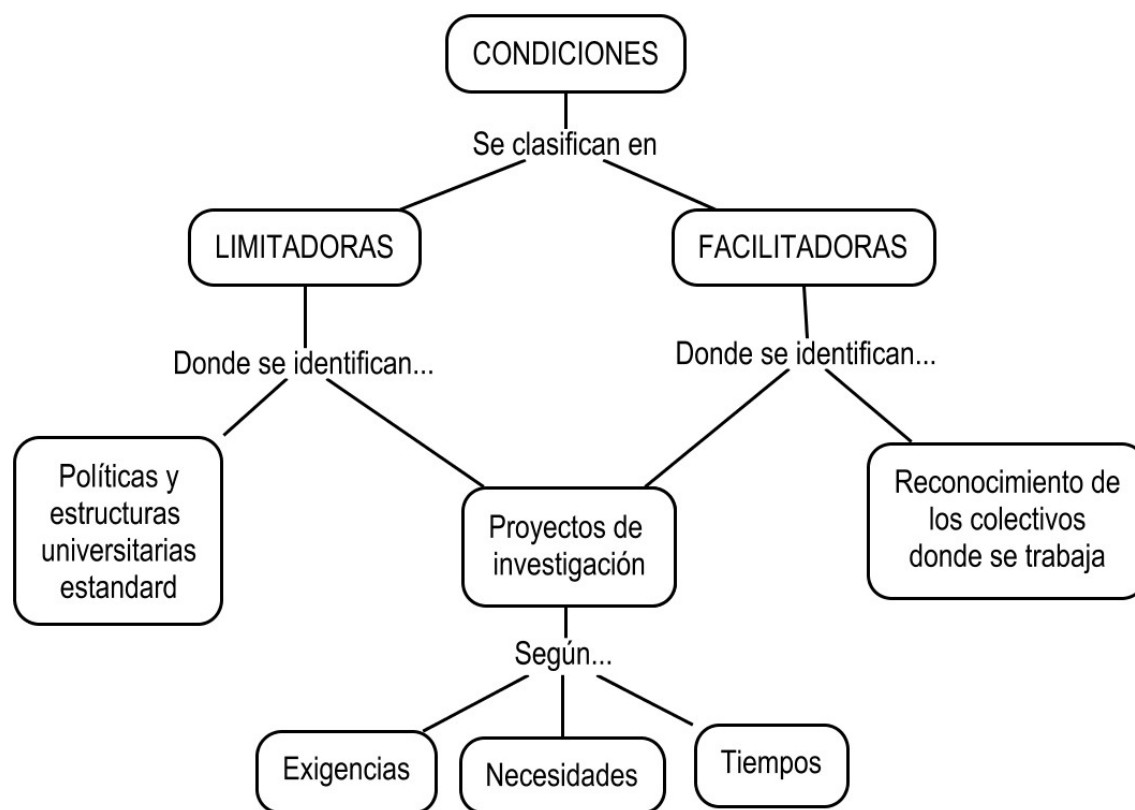 CONDICIONES
Se clasifican en
LIMITADORAS
FACILITADORAS
Donde se identifican...
Donde se identifican...
Políticas y
estructuras
universitarias
estandard
Proyectos de
investigación
Reconocimiento de
los colectivos
donde se trabaja
Según...
Exigencias
Necesidades
Tiempos